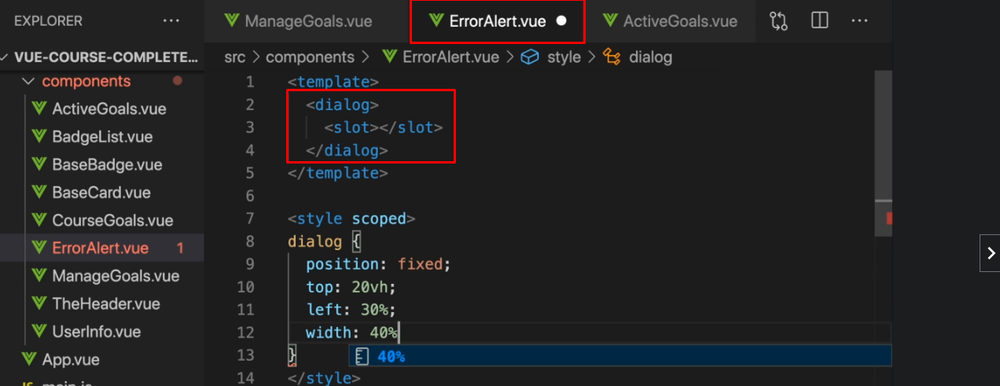 EXPLORER ...
ManageGoals.vue
ErrorAlert.vue
ActiveGoals.vue
...
VUE-COURSE-COMPLETE...
src > components > ErrorAlert.vue > style > dialog
components
ActiveGoals.vue
BadgeList.vue
BaseBadge.vue
BaseCard.vue
CourseGoals.vue
ErrorAlert.vue 1
ManageGoals.vue
TheHeader.vue
UserInfo.vue
App.vue
JS main.js
1 <template>
2 <dialog>
3 <slot></slot>
4 </dialog>
5 </template>
6
7 <style scoped>
8 dialog {
9 position: fixed;
10 top: 20vh;
11 left: 30%;
12 width: 40%
13 }
40%
14 </style>